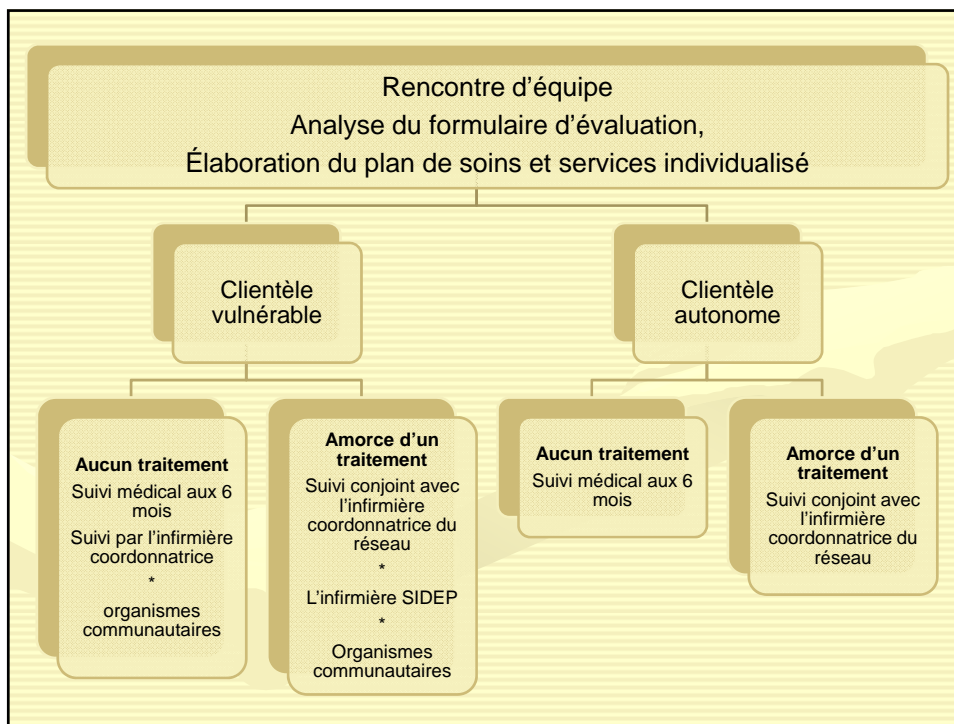 Rencontre d'équipe
Analyse du formulaire d'évaluation,
Élaboration du plan de soins et services individualisé
Clientèle
vulnérable
Clientèle
autonome
Aucun traitement
Suivi médical aux 6
mois
Suivi par l'infirmière
coordonnatrice
*
organismes
communautaires
Amorce d'un
traitement
Suivi conjoint avec
l'infirmière
coordonnatrice du
réseau
*
L'infirmière SIDEP
*
Organismes
communautaires
Aucun traitement
Suivi médical aux 6
mois
Amorce d'un
traitement
Suivi conjoint avec
l'infirmière
coordonnatrice du
réseau